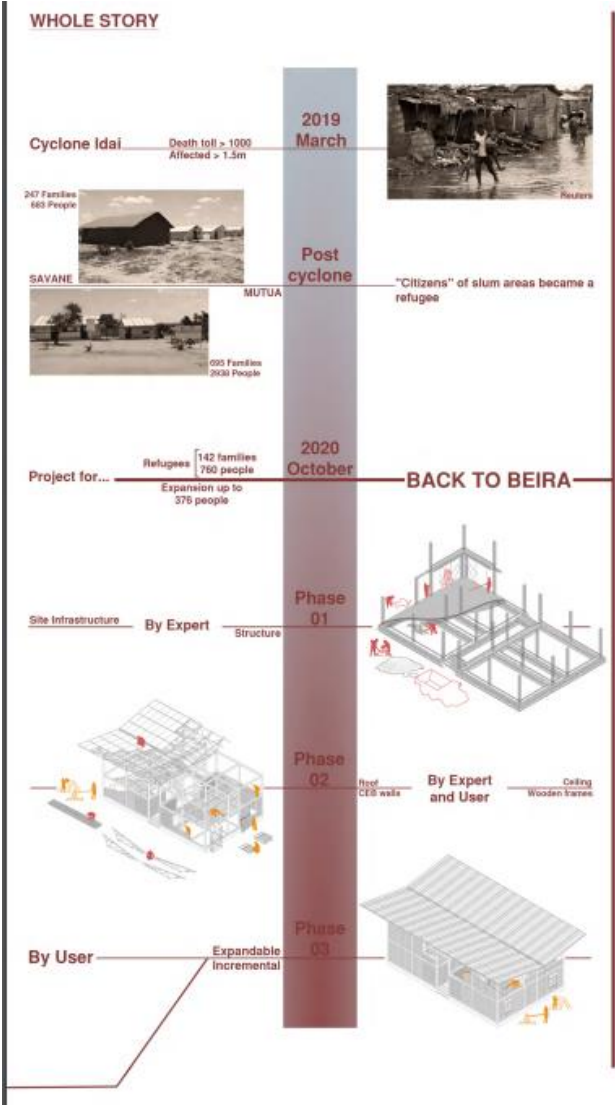 WHOLE STORY
2019
March
Cyclone Idai
Death toll > 1000
Affected > 1.5m
Reuters
247 Families
683 People
Post
cyclone
SAVANE
MUTUA
"Citizens" of slum areas became a
refugee
695 Families
2938 People
2020
October
Project for...
Refugees
142 families
760 people
Expansion up to
376 people
BACK TO BEIRA
Phase
01
Site Infrastructure
By Expert
Structure
Phase
02
Roof
CEB walls
By Expert
and User
Ceiling
Wooden frames
Phase
03
By User
Expandable
Incremental